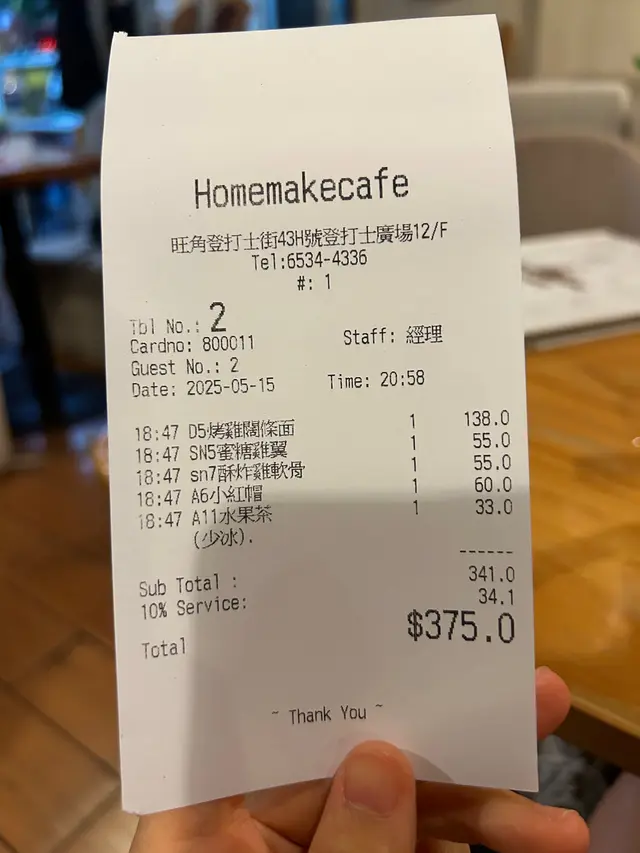 Homemakecafe
旺角登打士街43H號登打士廣場12/F
Tel:6534-4336
#: 1
Tbl No.: 2
Cardno: 800011 Staff: 經理
Guest No.: 2
Date: 2025-05-15 Time: 20:58
18:47 D5烤雞闊條面 1 138.0
18:47 SN5蜜糖雞翼 1 55.0
18:47 sn7酥炸雞軟骨 1 55.0
18:47 A6小紅帽 1 60.0
18:47 A11水果茶 1 33.0
(少冰).
------
Sub Total : 341.0
10% Service: 34.1
Total $375.0
~ Thank You ~